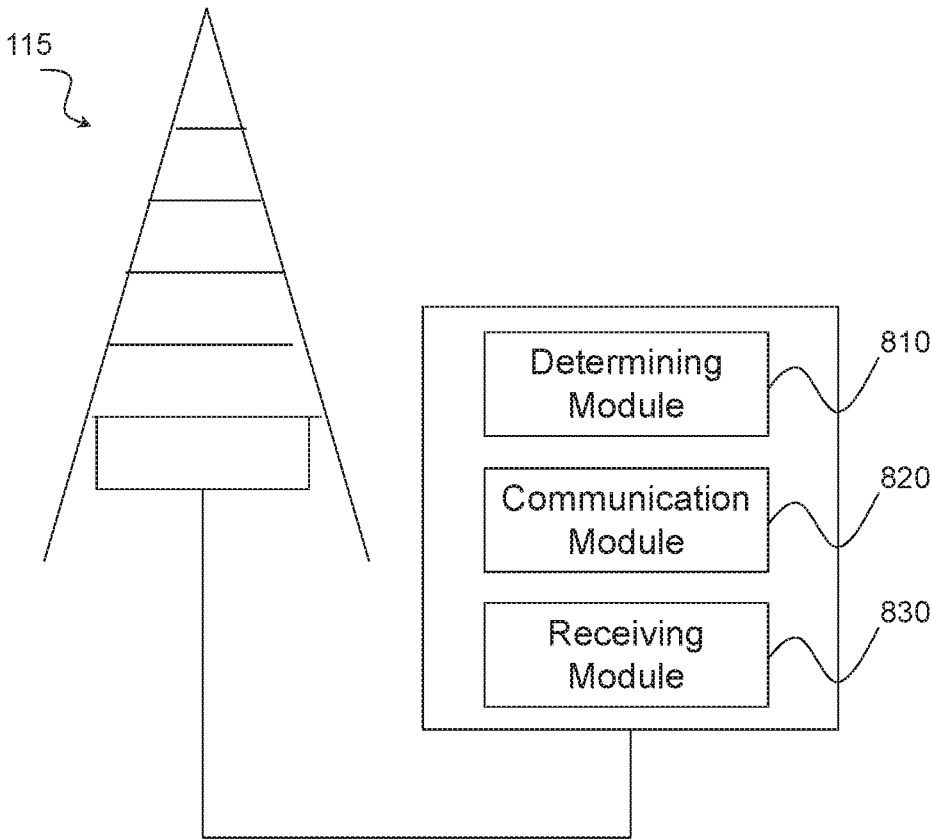 115
Determining
Module
810
Communication
Module
820
Receiving
Module
830